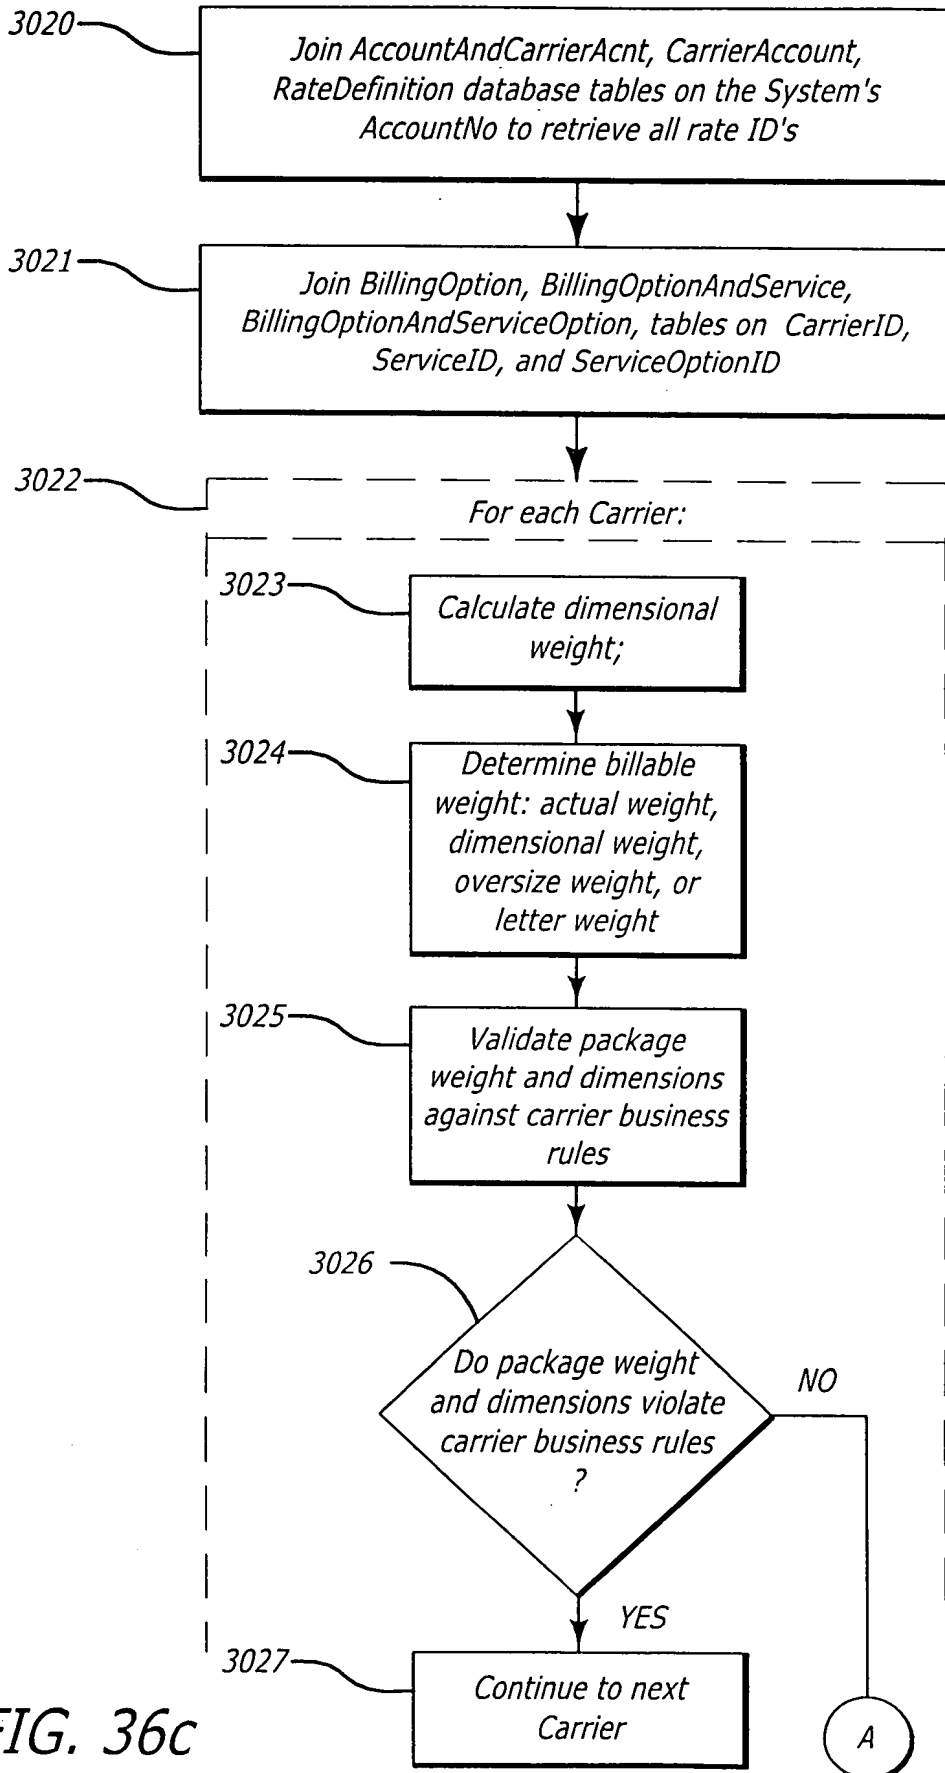 3020
Join AccountAndCarrierAcnt, CarrierAccount,
RateDefinition database tables on the System's
AccountNo to retrieve all rate ID's
3021
Join BillingOption, BillingOptionAndService,
BillingOptionAndServiceOption, tables on CarrierID,
ServiceID, and ServiceOptionID
3022
For each Carrier:
3023
Calculate dimensional
weight;
3024
Determine billable
weight: actual weight,
dimensional weight,
oversize weight, or
letter weight
3025
Validate package
weight and dimensions
against carrier business
rules
3026
Do package weight
and dimensions violate
carrier business rules
?
NO
YES
3027
Continue to next
Carrier
A
FIG. 36c